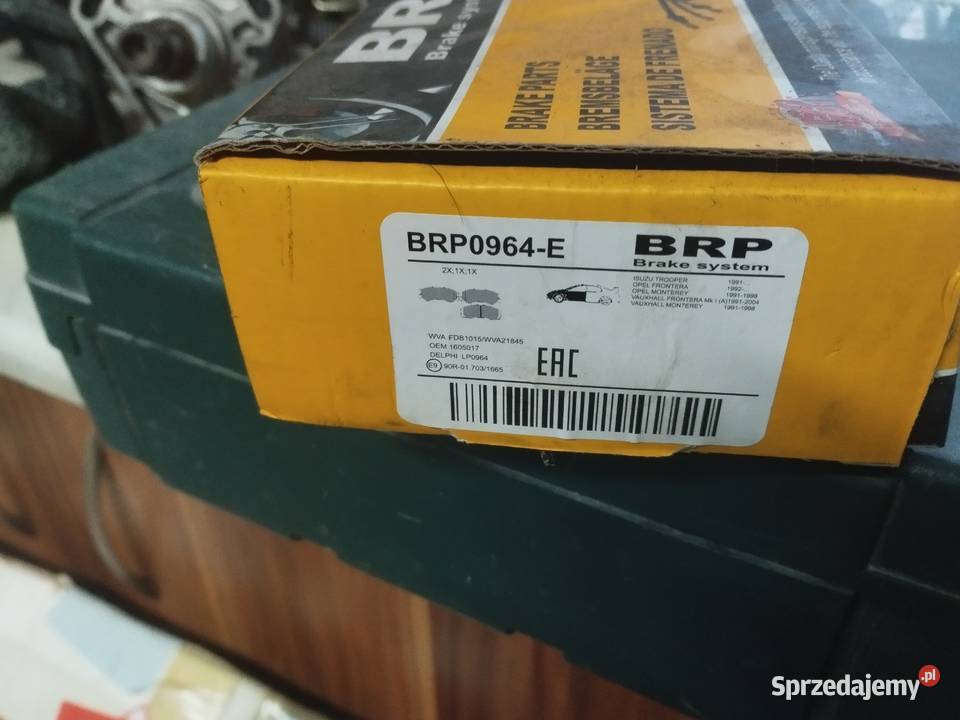 BR
Brake system
BRAKE PARTS
BREMSBELÄGE
SISTEMA DE FRENADO
BRP0964-E
BRP
Brake system
2X;1X;1X
ISUZU TROOPER 1991-...
OPEL FRONTERA 1992-...
OPEL MONTEREY 1991-1999
VAUXHALL FRONTERA Mk I (A) 1991-2004
VAUXHALL MONTEREY 1991-1998
WVA FDB1015/WVA21845
OEM 1605017
DELPHI LP0964
E9 90R-01.703/1665
EAC
Sprzedajemy.pl